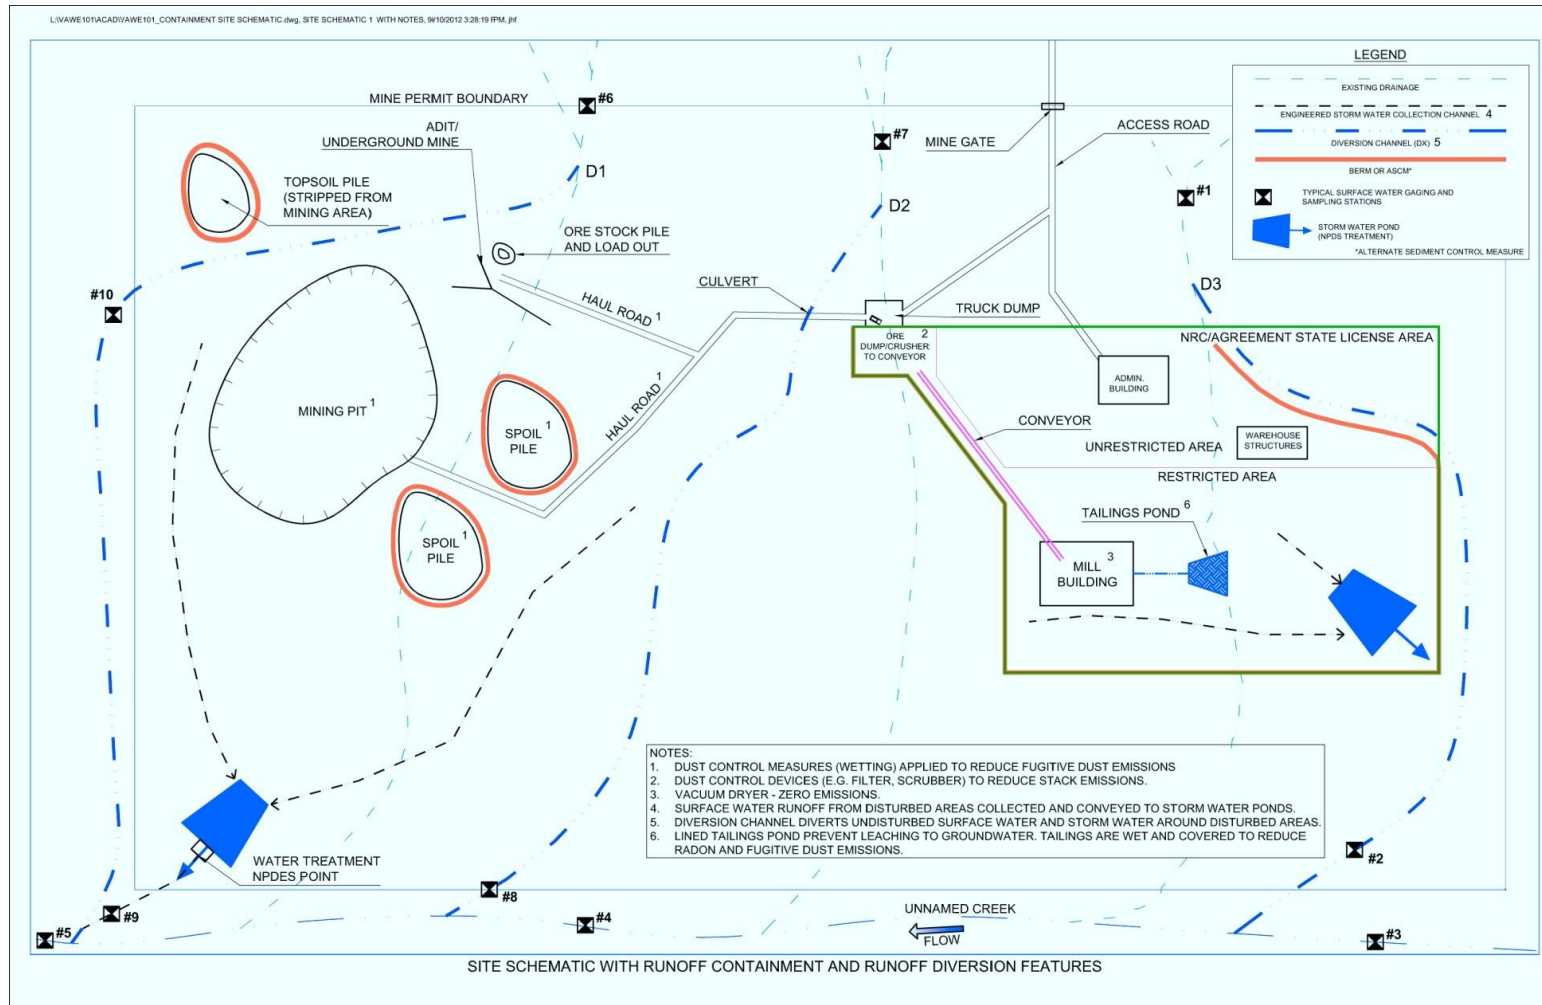 L:\VAWE101\ACAD\VAWE101_CONTAINMENT SITE SCHEMATIC.dwg, SITE SCHEMATIC 1 WITH NOTES, 9/10/2012 3:28:19 PM, jhf
LEGEND
EXISTING DRAINAGE
ENGINEERED STORM WATER COLLECTION CHANNEL 4
DIVERSION CHANNEL (DX) 5
BERM OR ASCM*
TYPICAL SURFACE WATER GAGING AND
SAMPLING STATIONS
STORM WATER POND
(NPDS TREATMENT)
*ALTERNATE SEDIMENT CONTROL MEASURE
MINE PERMIT BOUNDARY
#6
ADIT/
UNDERGROUND MINE
#7
MINE GATE
ACCESS ROAD
D1
TOPSOIL PILE
(STRIPPED FROM
MINING AREA)
#1
D2
ORE STOCK PILE
AND LOAD OUT
#10
CULVERT
D3
HAUL ROAD 1
TRUCK DUMP
ORE 2
DUMP/CRUSHER
TO CONVEYOR
NRC/AGREEMENT STATE LICENSE AREA
ADMIN.
BUILDING
MINING PIT 1
HAUL ROAD 1
SPOIL 1
PILE
CONVEYOR
UNRESTRICTED AREA
WAREHOUSE
STRUCTURES
RESTRICTED AREA
TAILINGS POND 6
SPOIL 1
PILE
MILL 3
BUILDING
NOTES:
1. DUST CONTROL MEASURES (WETTING) APPLIED TO REDUCE FUGITIVE DUST EMISSIONS
2. DUST CONTROL DEVICES (E.G. FILTER, SCRUBBER) TO REDUCE STACK EMISSIONS.
3. VACUUM DRYER - ZERO EMISSIONS.
4. SURFACE WATER RUNOFF FROM DISTURBED AREAS COLLECTED AND CONVEYED TO STORM WATER PONDS.
5. DIVERSION CHANNEL DIVERTS UNDISTURBED SURFACE WATER AND STORM WATER AROUND DISTURBED AREAS.
6. LINED TAILINGS POND PREVENT LEACHING TO GROUNDWATER. TAILINGS ARE WET AND COVERED TO REDUCE
RADON AND FUGITIVE DUST EMISSIONS.
WATER TREATMENT
NPDES POINT
#2
#8
#9
#5
#4
UNNAMED CREEK
FLOW
#3
SITE SCHEMATIC WITH RUNOFF CONTAINMENT AND RUNOFF DIVERSION FEATURES